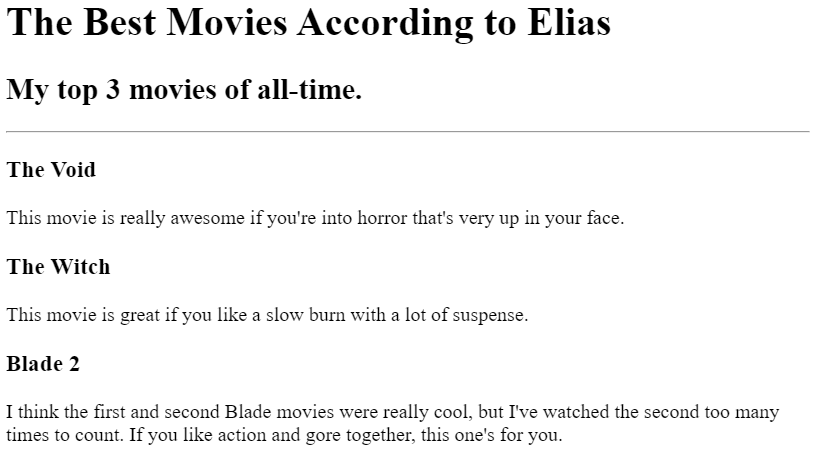 The Best Movies According to Elias
My top 3 movies of all-time.
The Void
This movie is really awesome if you're into horror that's very up in your face.
The Witch
This movie is great if you like a slow burn with a lot of suspense.
Blade 2
I think the first and second Blade movies were really cool, but I've watched the second too many
times to count. If you like action and gore together, this one's for you.